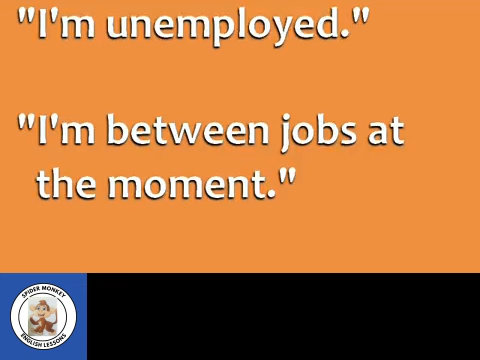 "I'm unemployed."
"I'm between jobs at
the moment."
SPIDER MONKEY
ENGLISH LESSONS